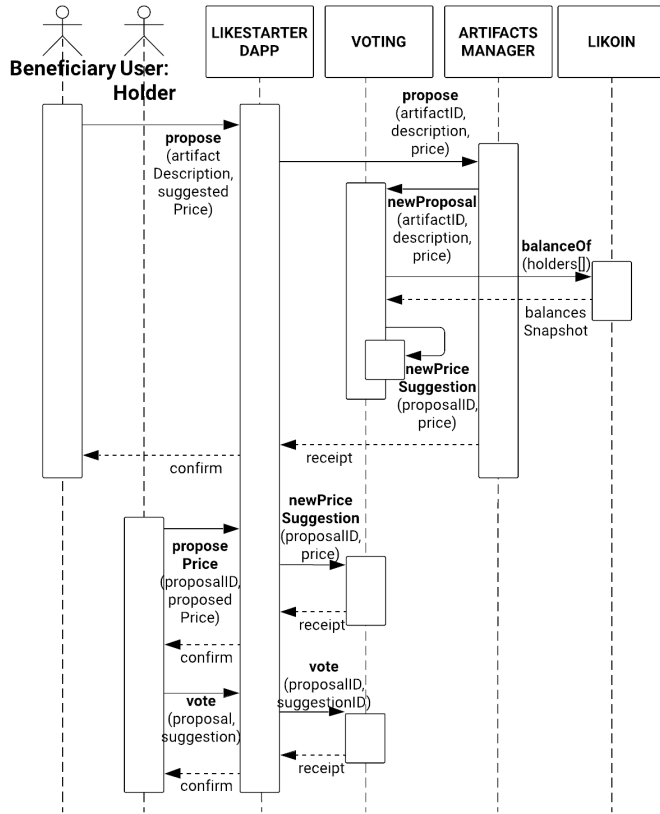 LIKESTARTER
DAPP
VOTING
ARTIFACTS
MANAGER
LIKOIN
Beneficiary
User:
Holder
propose
(artifactID,
description,
price)
propose
(artifact
Description,
suggested
Price)
newProposal
(artifactID,
description,
price)
balanceOf
(holders[])
balances
Snapshot
newPrice
Suggestion
(proposalID,
price)
receipt
confirm
newPrice
Suggestion
(proposalID,
price)
propose
Price
(proposalID,
proposed
Price)
receipt
confirm
vote
(proposalID,
suggestionID)
vote
(proposal,
suggestion)
receipt
confirm